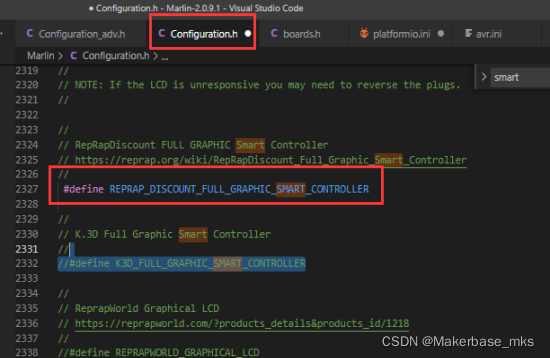 ● Configuration.h - Marlin-2.0.9.1 - Visual Studio Code
C Configuration_adv.h C Configuration.h ● C boards.h platformio.ini ● avr.ini
Marlin > C Configuration.h > ...
smart
2319 //
2320 // NOTE: If the LCD is unresponsive you may need to reverse the plugs.
2321 //
2322
2323 //
2324 // RepRapDiscount FULL GRAPHIC Smart Controller
2325 // https://reprap.org/wiki/RepRapDiscount_Full_Graphic_Smart_Controller
2326 //
2327 #define REPRAP_DISCOUNT_FULL_GRAPHIC_SMART_CONTROLLER
2328
2329 //
2330 // K.3D Full Graphic Smart Controller
2331 //
2332 //#define K3D_FULL_GRAPHIC_SMART_CONTROLLER
2333
2334 //
2335 // ReprapWorld Graphical LCD
2336 // https://reprapworld.com/?products_details&products_id/1218
2337 //
2338 //#define REPRAPWORLD_GRAPHICAL_LCD
CSDN @Makerbase_mks